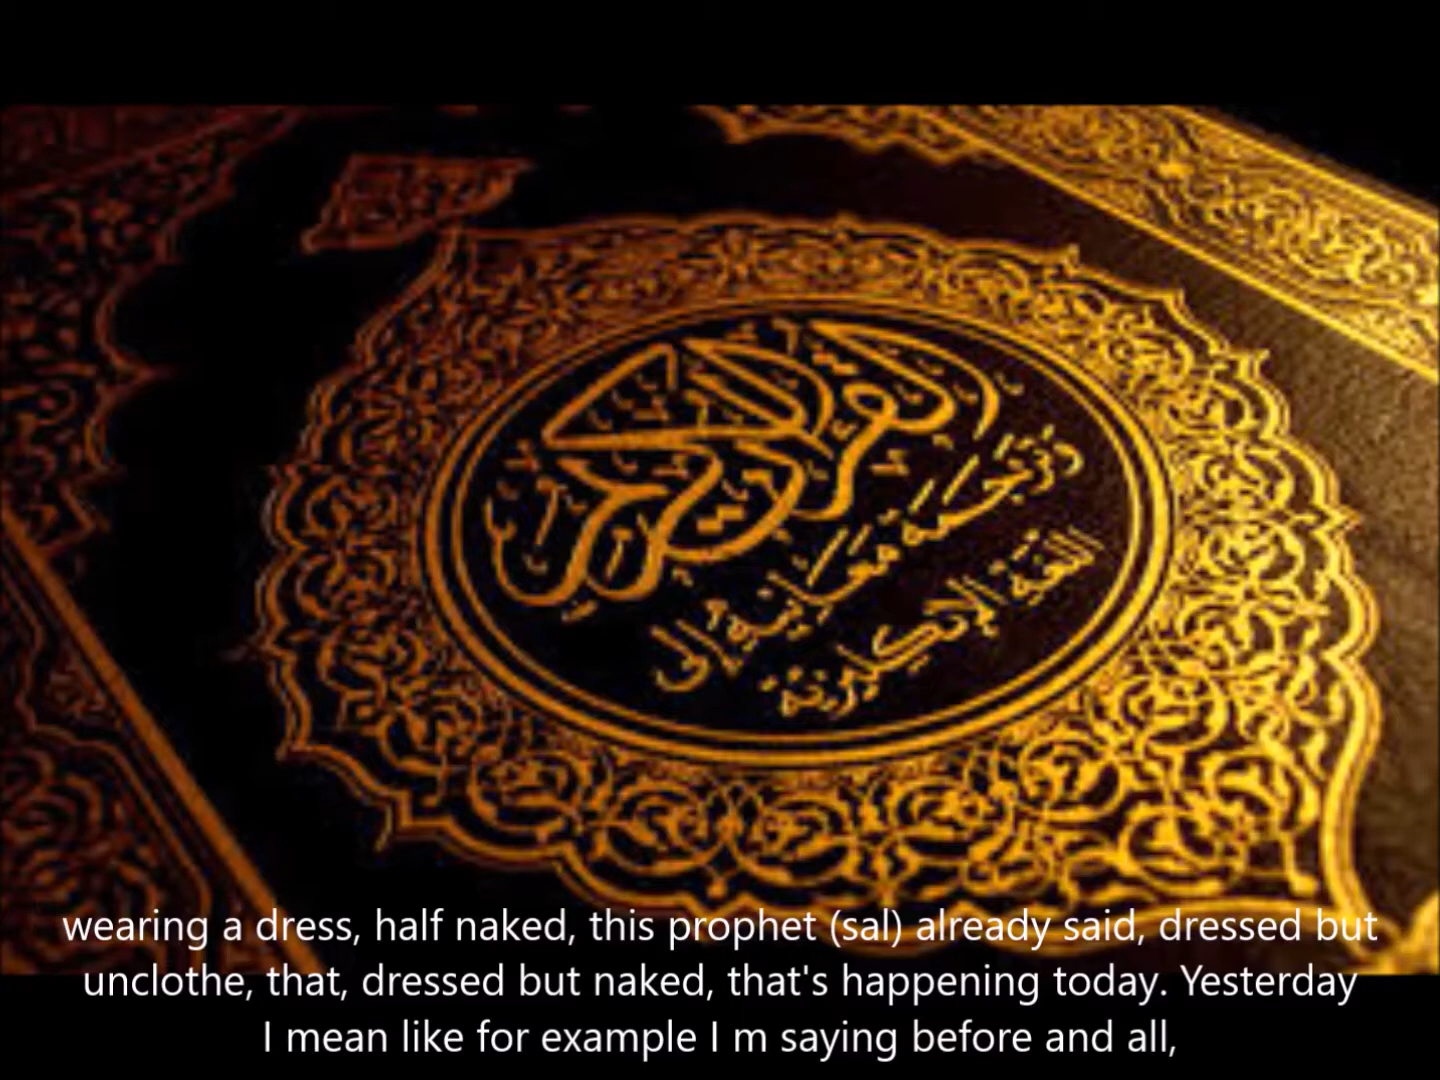 القرآن الكريم
وترجمة معانيه إلى
اللغة الإنكليزية
wearing a dress, half naked, this prophet (sal) already said, dressed but
unclothe, that, dressed but naked, that's happening today. Yesterday
I mean like for example I m saying before and all,